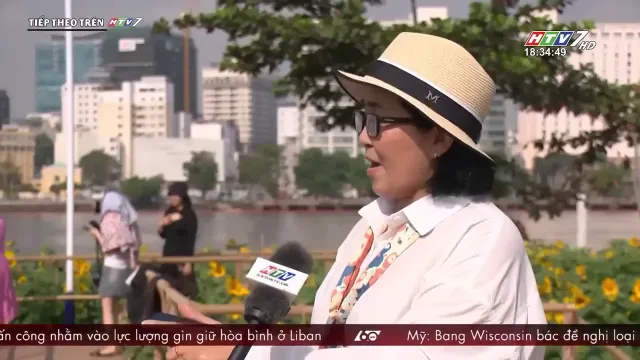 TIẾP THEO TRÊN HTV7
HTV7 HD
18:34:49
M
HTV
ấn công nhằm vào lực lượng gìn giữ hòa bình ở Liban 60 Mỹ: Bang Wisconsin bác đề nghị loại